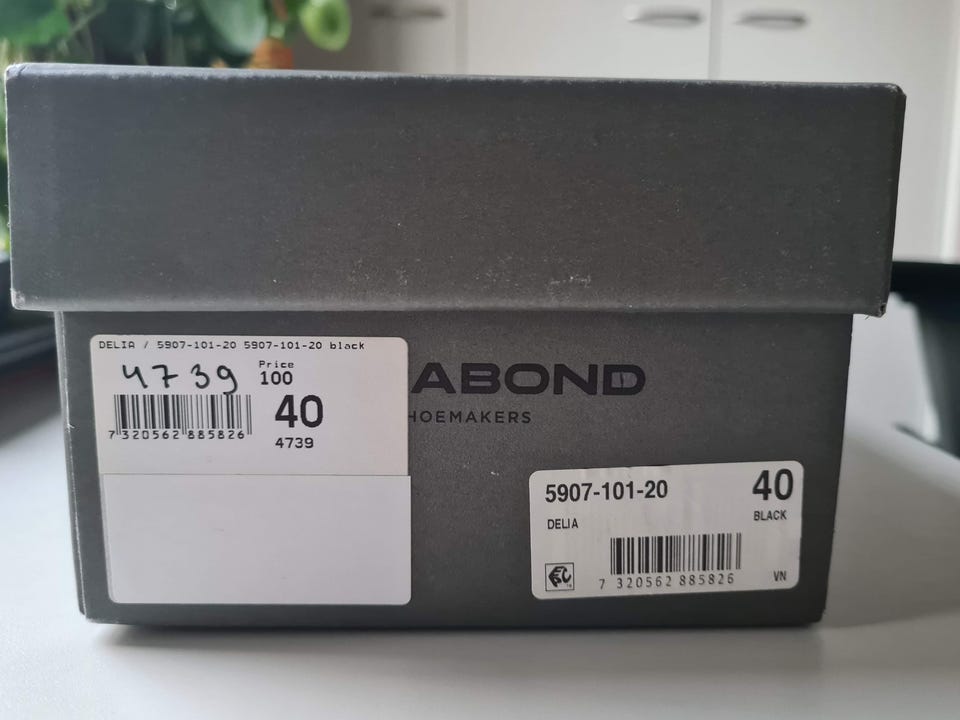 DELIA / 5907-101-20 5907-101-20 black
4739
Price
100
40
7 320562 885826
4739
ABOND
HOEMAKERS
5907-101-20
40
DELIA
BLACK
7 320562 885826
VN